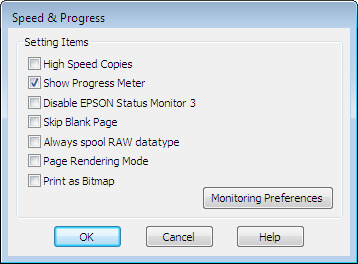 Speed & Progress
Setting Items
High Speed Copies
Show Progress Meter
Disable EPSON Status Monitor 3
Skip Blank Page
Always spool RAW datatype
Page Rendering Mode
Print as Bitmap
Monitoring Preferences
OK
Cancel
Help